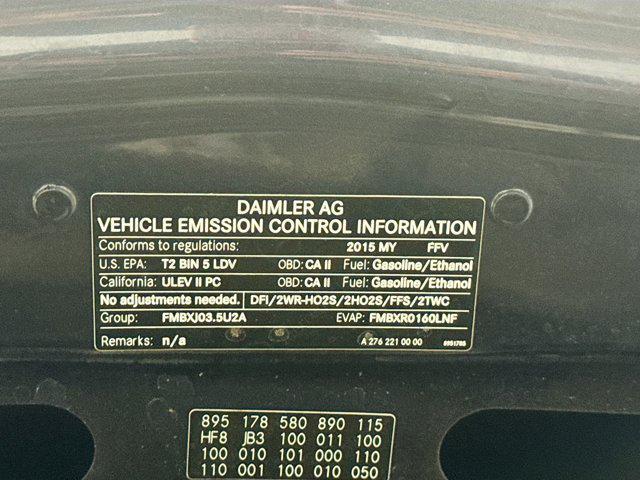 DAIMLER AG
VEHICLE EMISSION CONTROL INFORMATION
Conforms to regulations: 2015 MY FFV
U.S. EPA: T2 BIN 5 LDV OBD: CA II Fuel: Gasoline/Ethanol
California: ULEV II PC OBD: CA II Fuel: Gasoline/Ethanol
No adjustments needed. DFI/2WR-HO2S/2HO2S/FFS/2TWC
Group: FMBXJ03.5U2A EVAP: FMBXR0160LNF
Remarks: n/a A 276 221 00 00
895 178 580 890 115
HF8 JB3 100 011 100
100 010 101 000 110
110 001 100 010 050